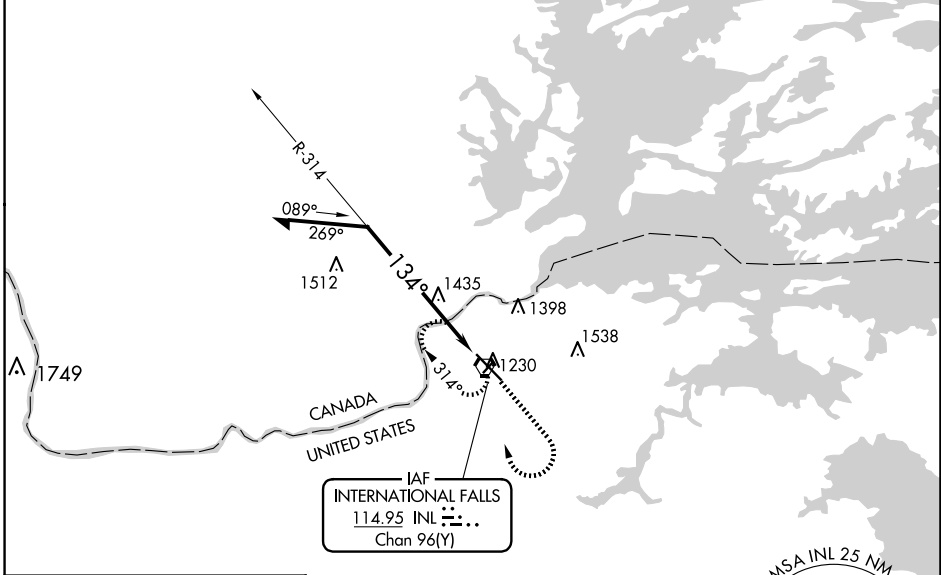 R-314
089°
269°
134°
1512
1435
1398
1538
1749
314°
1230
CANADA
UNITED STATES
IAF
INTERNATIONAL FALLS
114.95 INL
Chan 96(Y)
MSA INL 25 NM